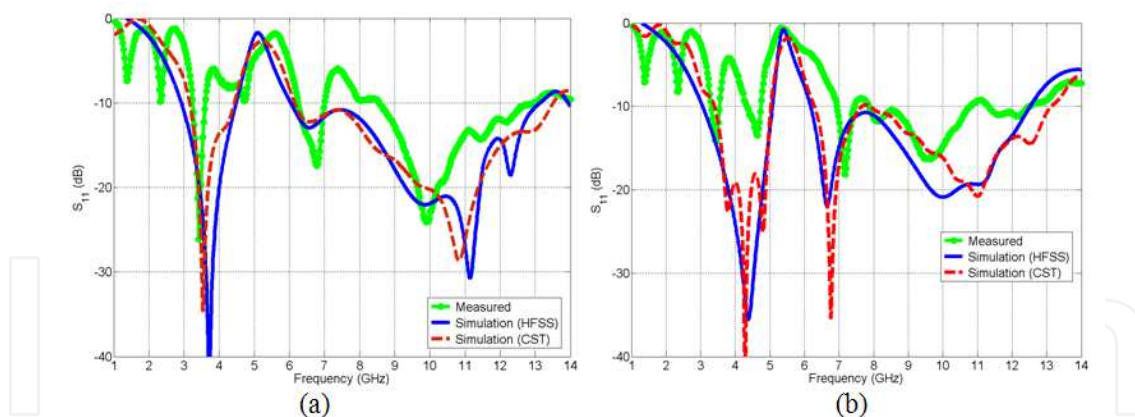 0
-10
-20
-30
-40
S11 (dB)
1 2 3 4 5 6 7 8 9 10 11 12 13 14
Frequency (GHz)
Measured
Simulation (HFSS)
Simulation (CST)
(a)
0
-10
-20
-30
-40
S11 (dB)
1 2 3 4 5 6 7 8 9 10 11 12 13 14
Frequency (GHz)
Measured
Simulation (HFSS)
Simulation (CST)
(b)